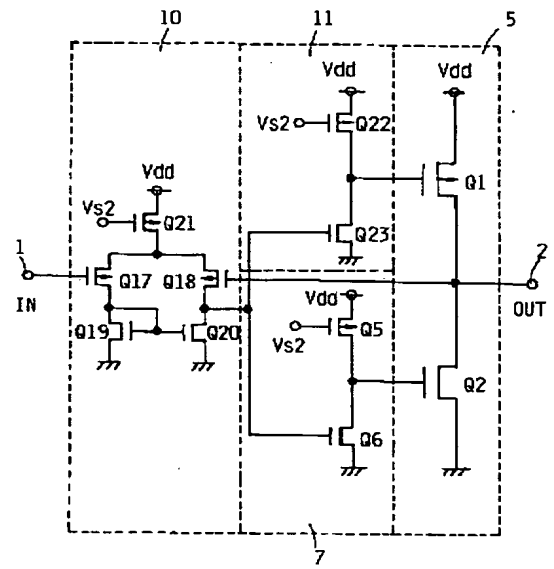 10
11
5
Vdd
Vdd
Vs2
Q22
Vdd
Q1
Vs2
Q21
Q23
1
2
Q17
Q18
IN
Vdd
OUT
Q19
Q20
Q5
Vs2
Q2
Q6
7